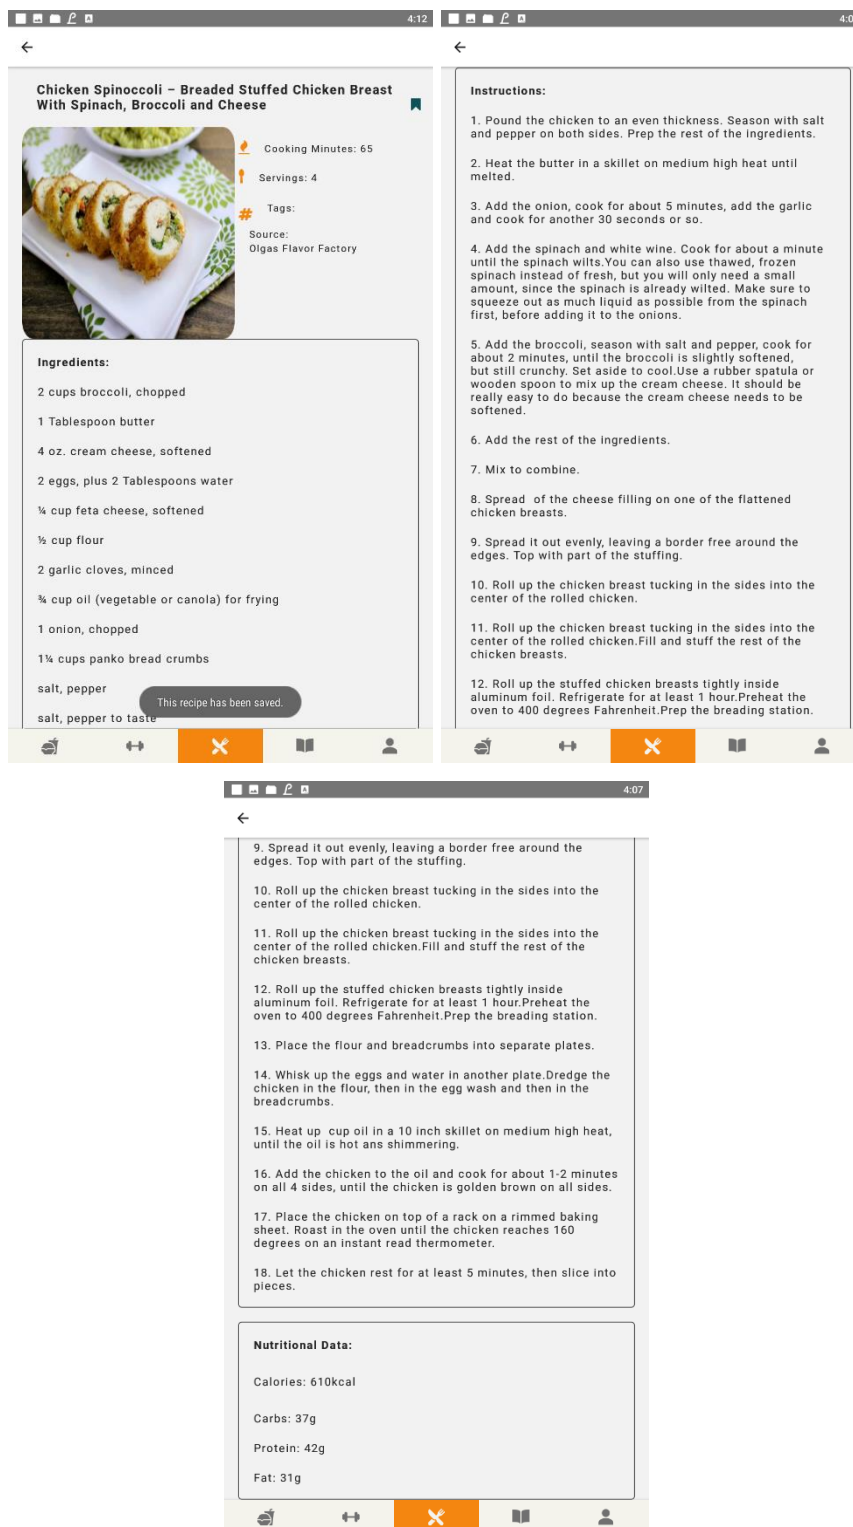 4:12
Chicken Spinoccoli – Breaded Stuffed Chicken Breast
With Spinach, Broccoli and Cheese
Cooking Minutes: 65
Servings: 4
Tags:
Source:
Olgas Flavor Factory
Ingredients:
2 cups broccoli, chopped
1 Tablespoon butter
4 oz. cream cheese, softened
2 eggs, plus 2 Tablespoons water
¼ cup feta cheese, softened
½ cup flour
2 garlic cloves, minced
¾ cup oil (vegetable or canola) for frying
1 onion, chopped
1¼ cups panko bread crumbs
salt, pepper
This recipe has been saved.
salt, pepper to taste
Instructions:
1. Pound the chicken to an even thickness. Season with salt
and pepper on both sides. Prep the rest of the ingredients.
2. Heat the butter in a skillet on medium high heat until
melted.
3. Add the onion, cook for about 5 minutes, add the garlic
and cook for another 30 seconds or so.
4. Add the spinach and white wine. Cook for about a minute
until the spinach wilts.You can also use thawed, frozen
spinach instead of fresh, but you will only need a small
amount, since the spinach is already wilted. Make sure to
squeeze out as much liquid as possible from the spinach
first, before adding it to the onions.
5. Add the broccoli, season with salt and pepper, cook for
about 2 minutes, until the broccoli is slightly softened,
but still crunchy. Set aside to cool.Use a rubber spatula or
wooden spoon to mix up the cream cheese. It should be
really easy to do because the cream cheese needs to be
softened.
6. Add the rest of the ingredients.
7. Mix to combine.
8. Spread  of the cheese filling on one of the flattened
chicken breasts.
9. Spread it out evenly, leaving a border free around the
edges. Top with part of the stuffing.
10. Roll up the chicken breast tucking in the sides into the
center of the rolled chicken.
11. Roll up the chicken breast tucking in the sides into the
center of the rolled chicken.Fill and stuff the rest of the
chicken breasts.
12. Roll up the stuffed chicken breasts tightly inside
aluminum foil. Refrigerate for at least 1 hour.Preheat the
oven to 400 degrees Fahrenheit.Prep the breading station.
4:07
9. Spread it out evenly, leaving a border free around the
edges. Top with part of the stuffing.
10. Roll up the chicken breast tucking in the sides into the
center of the rolled chicken.
11. Roll up the chicken breast tucking in the sides into the
center of the rolled chicken.Fill and stuff the rest of the
chicken breasts.
12. Roll up the stuffed chicken breasts tightly inside
aluminum foil. Refrigerate for at least 1 hour.Preheat the
oven to 400 degrees Fahrenheit.Prep the breading station.
13. Place the flour and breadcrumbs into separate plates.
14. Whisk up the eggs and water in another plate.Dredge the
chicken in the flour, then in the egg wash and then in the
breadcrumbs.
15. Heat up  cup oil in a 10 inch skillet on medium high heat,
until the oil is hot ans shimmering.
16. Add the chicken to the oil and cook for about 1-2 minutes
on all 4 sides, until the chicken is golden brown on all sides.
17. Place the chicken on top of a rack on a rimmed baking
sheet. Roast in the oven until the chicken reaches 160
degrees on an instant read thermometer.
18. Let the chicken rest for at least 5 minutes, then slice into
pieces.
Nutritional Data:
Calories: 610kcal
Carbs: 37g
Protein: 42g
Fat: 31g